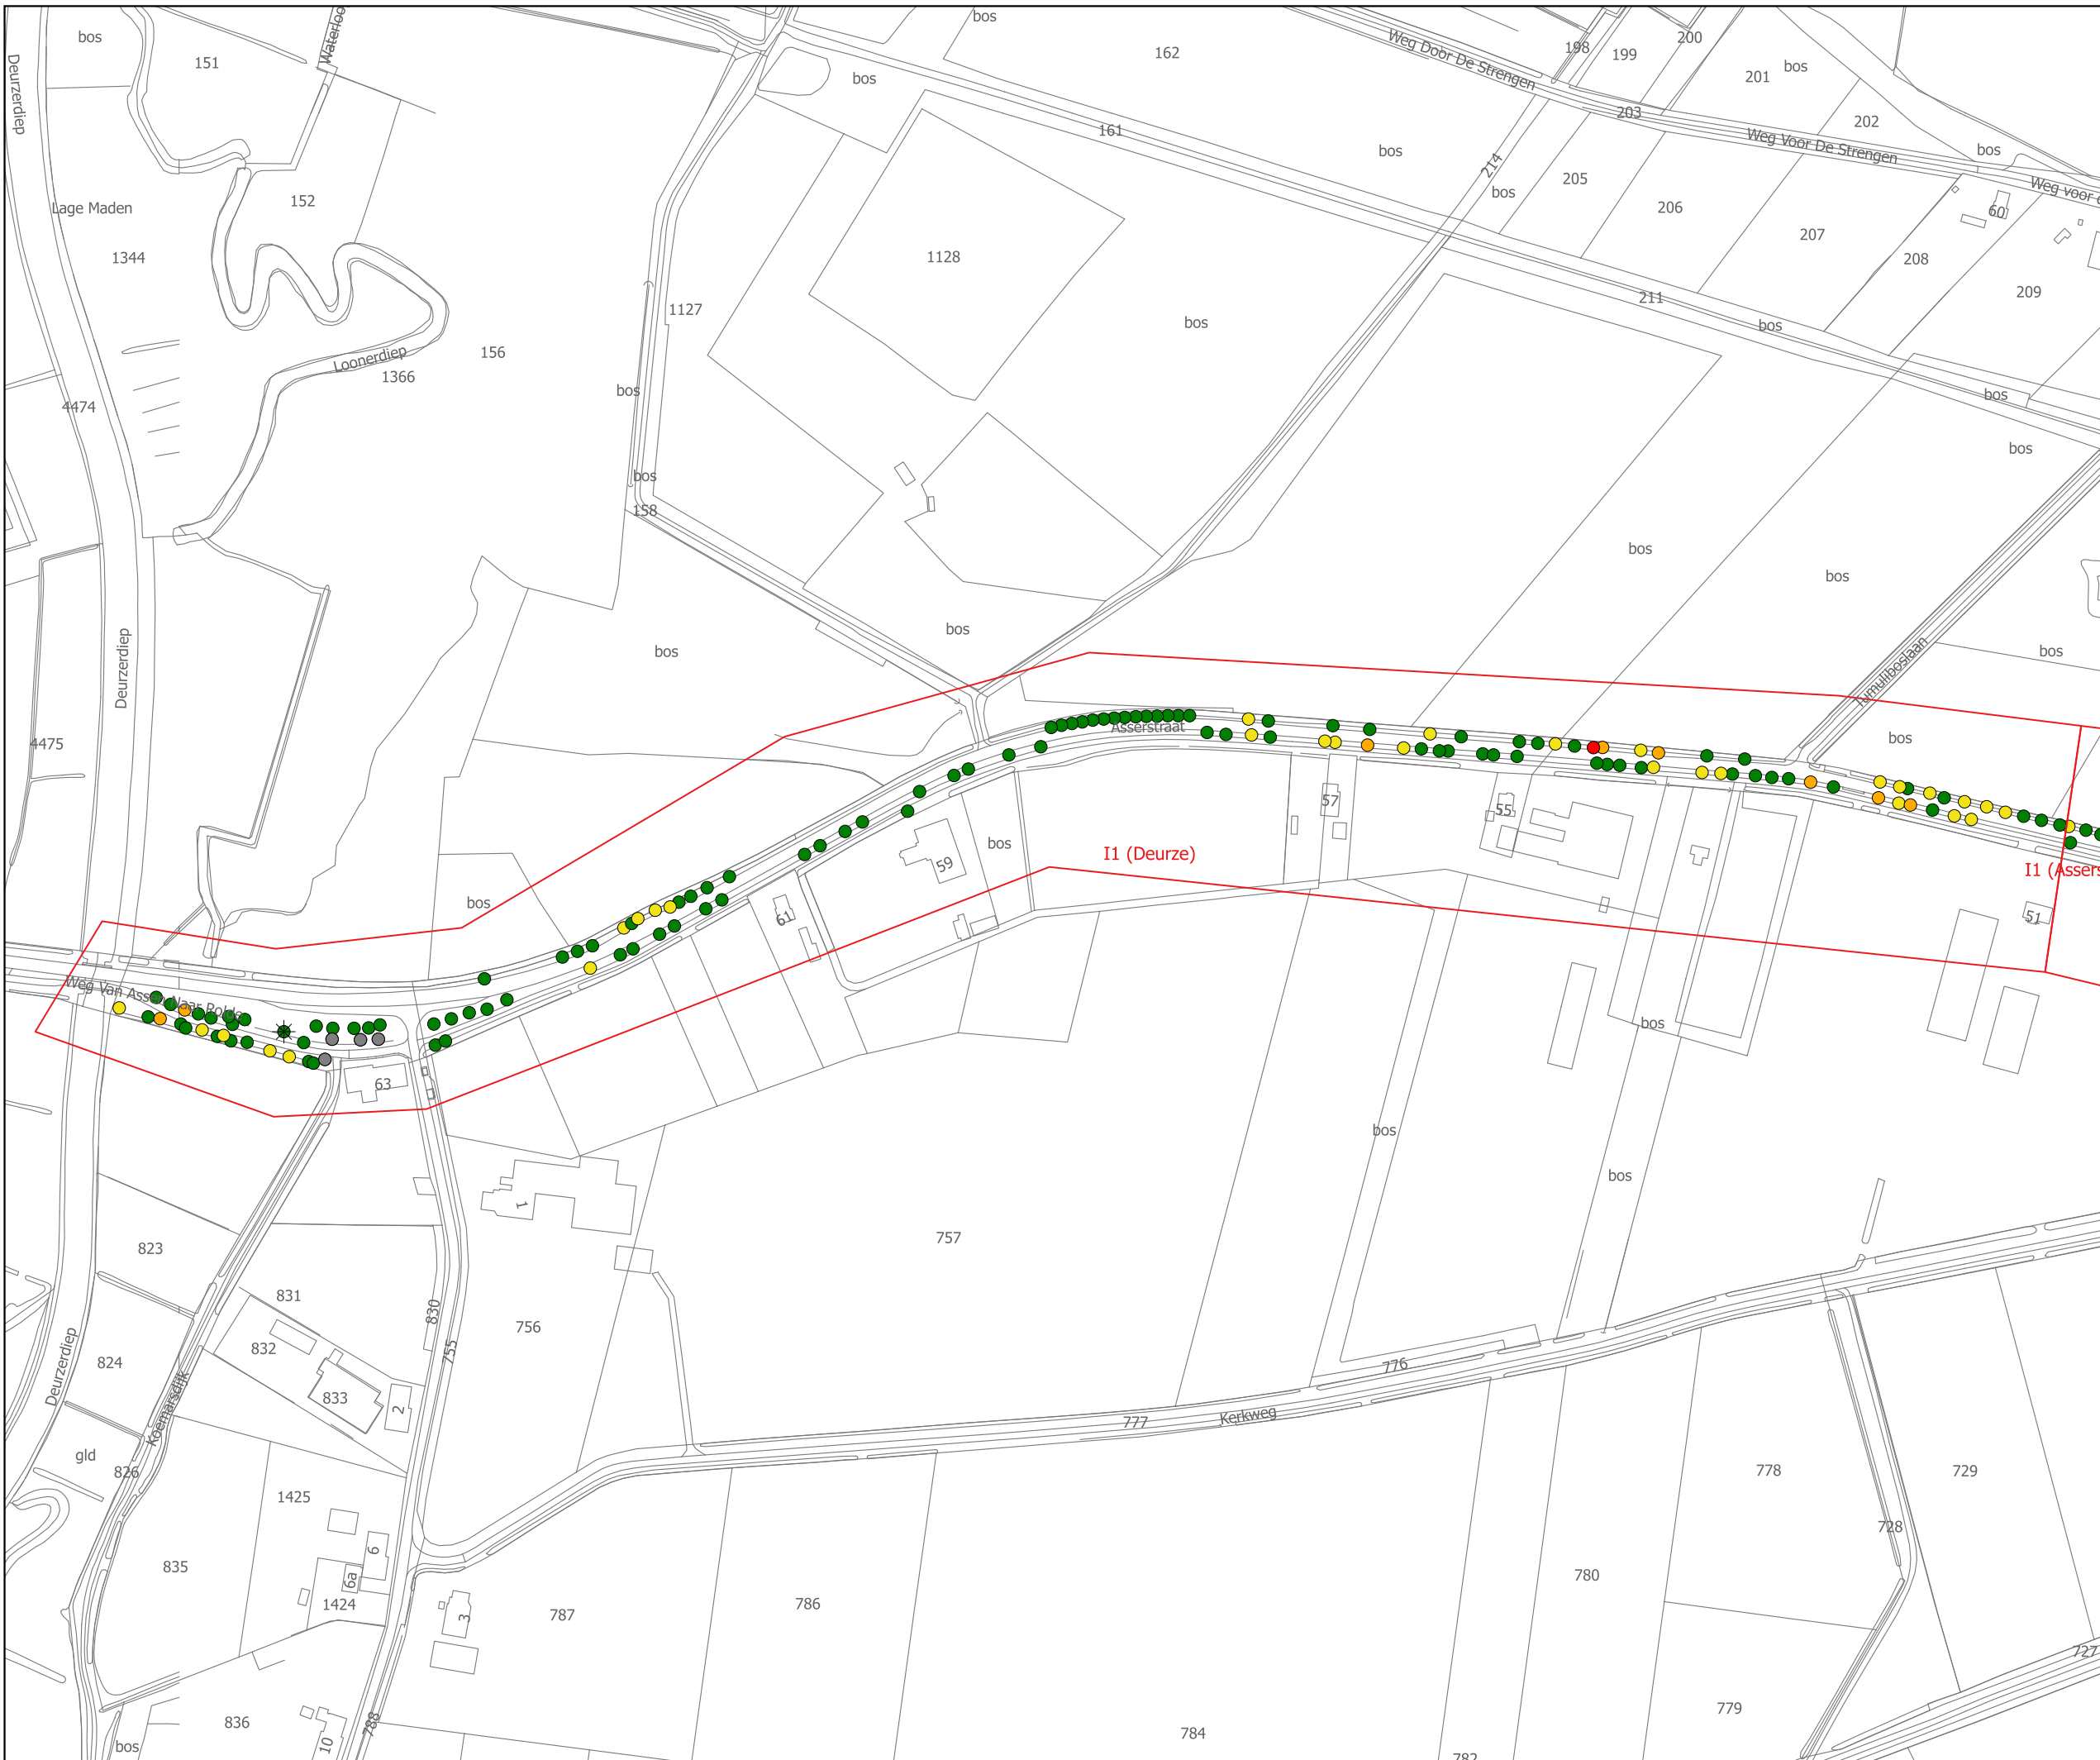 bos
162
Weg Door De Strengen
198
199
200
201
bos
Deurzerdiep
bos
151
Waterloo
bos
161
bos
203
202
Weg Voor De Strengen
bos
214
bos
205
Weg voor d
Lage Maden
152
206
60
207
1344
1128
208
209
211
1127
bos
bos
Loonerdiep
1366
156
bos
bos
4474
bos
bos
158
bos
bos
bos
bos
bos
Deurzerdiep
Tumuliboslaan
4475
Asserstraat
bos
57
55
I1 (Deurze)
bos
59
I1 (Assers
bos
61
51
Weg Van Assen Naar Rolde
bos
63
bos
bos
1
823
757
831
830
756
832
755
824
Deurzerdiep
833
2
776
Koemarsdijk
777
Kerkweg
gld
826
778
729
1425
728
6
835
6a
780
1424
786
787
3
727
836
788
10
bos
779
784
782